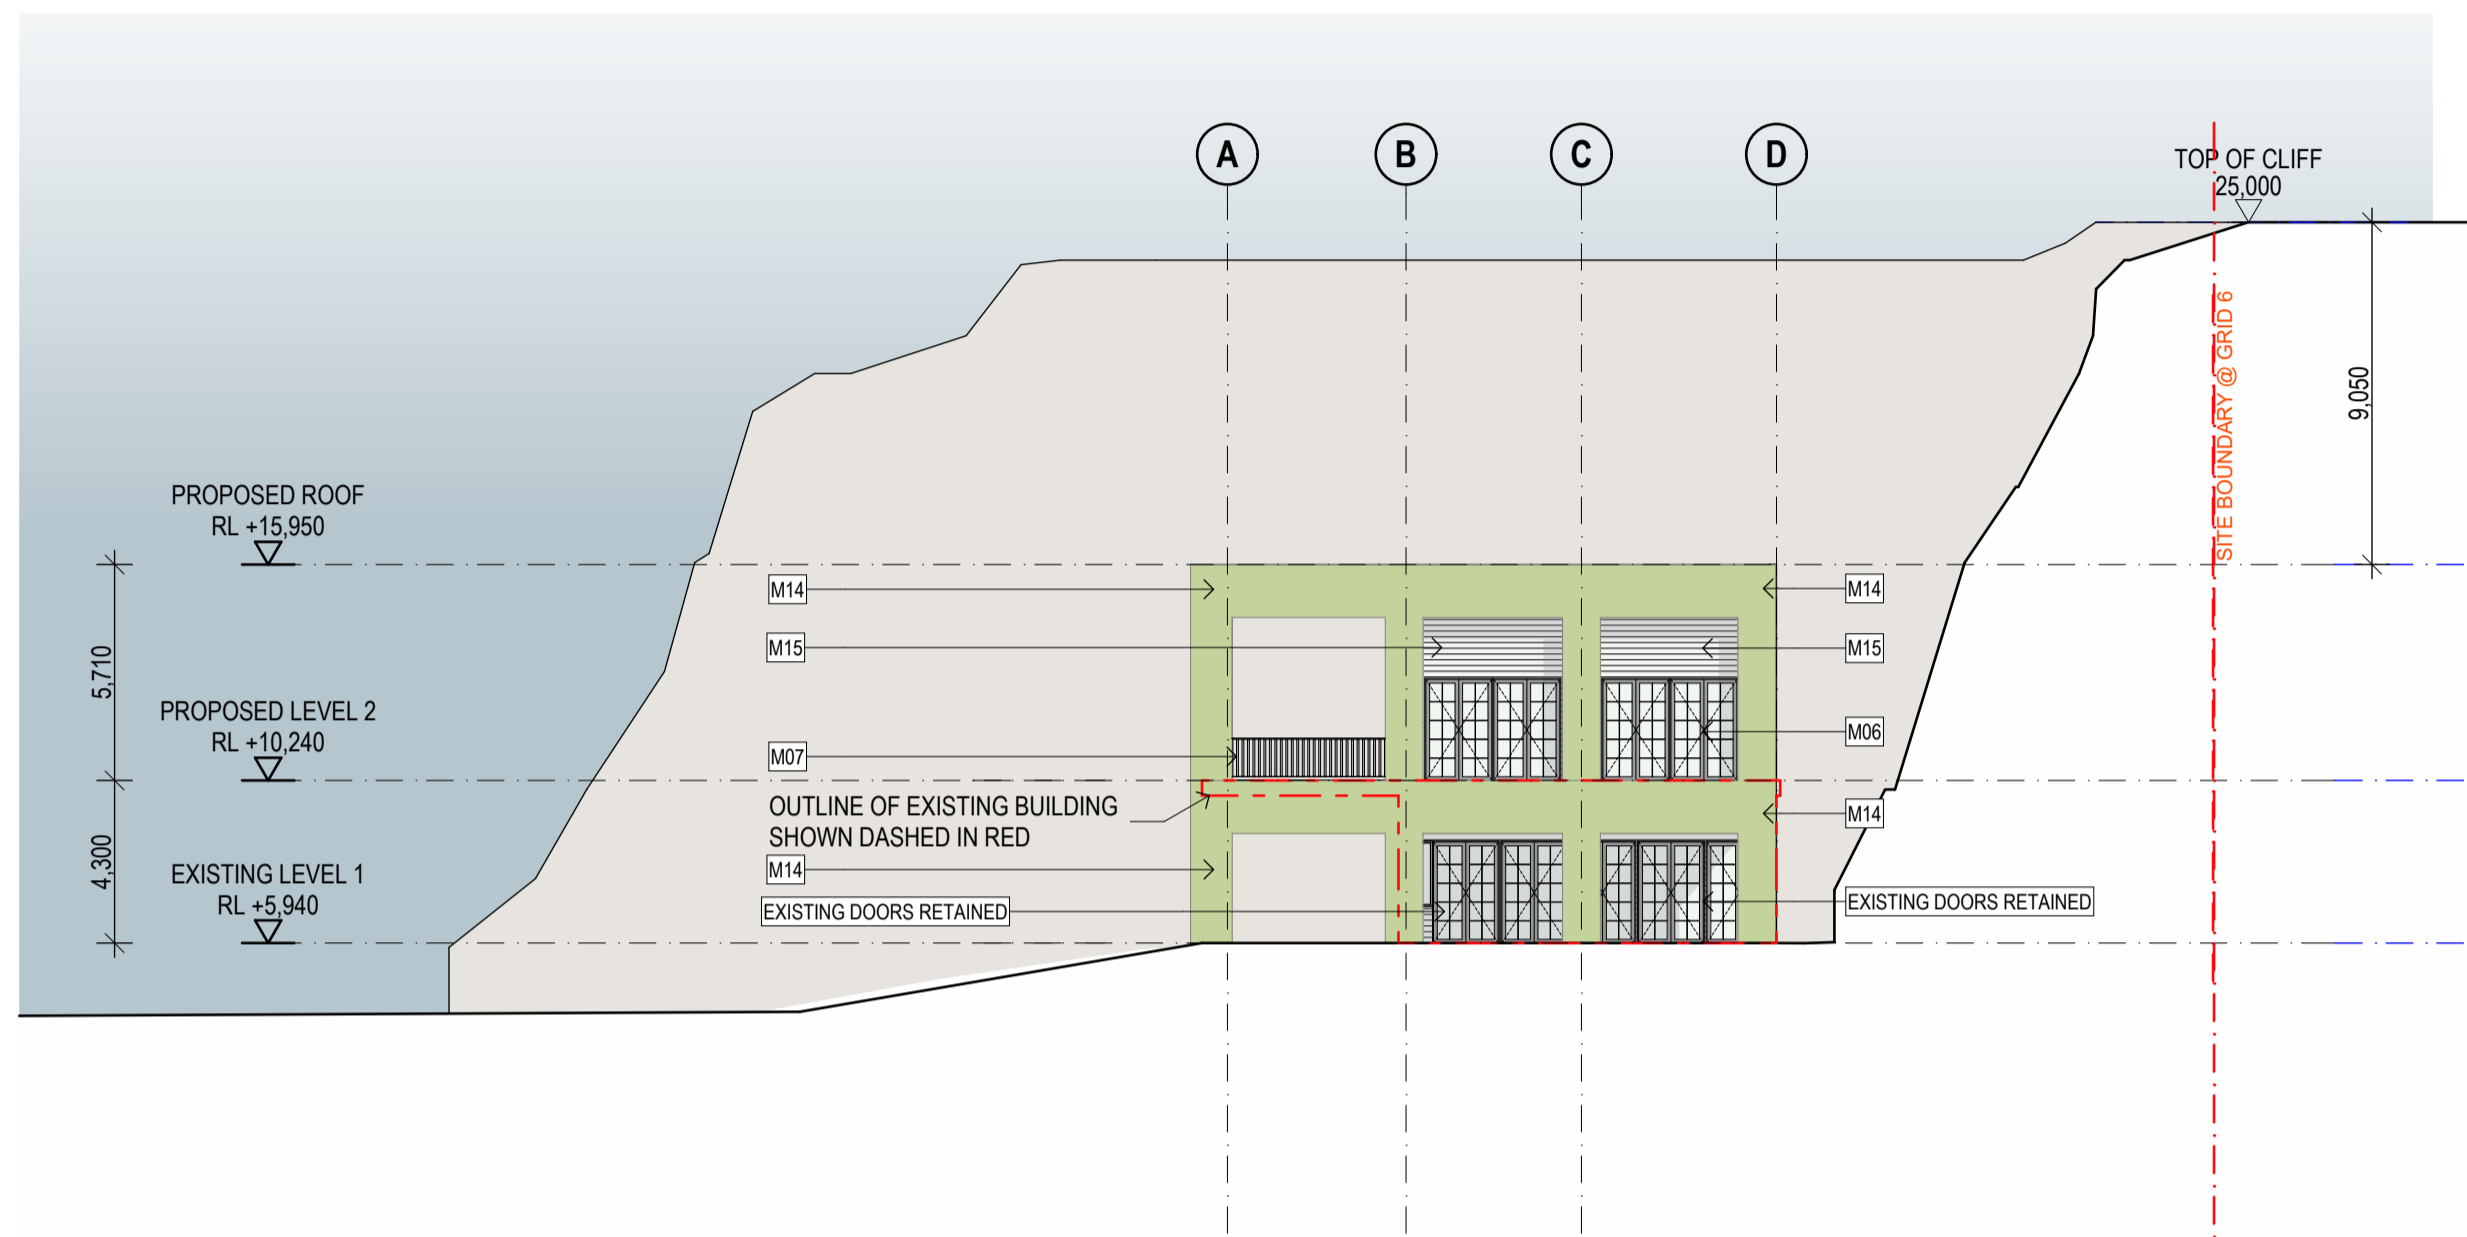 A
B
C
D
TOP OF CLIFF
25,000
SITE BOUNDARY @ GRID 6
9,050
PROPOSED ROOF
RL +15,950
5,710
PROPOSED LEVEL 2
RL +10,240
4,300
EXISTING LEVEL 1
RL +5,940
M14
M15
M07
OUTLINE OF EXISTING BUILDING
SHOWN DASHED IN RED
M14
EXISTING DOORS RETAINED
M14
M15
M06
M14
EXISTING DOORS RETAINED